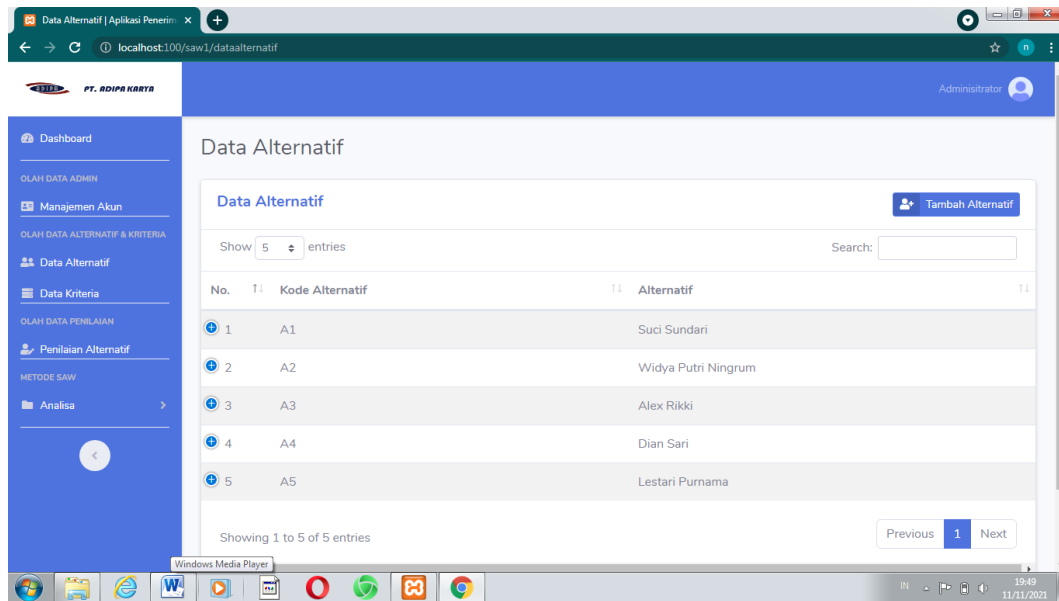 Data Alternatif | Aplikasi Penerim
localhost:100/saw1/dataalternatif
n
ADIPA PT. ADIPA KARYA
Adminisitrator
Dashboard
OLAH DATA ADMIN
Manajemen Akun
OLAH DATA ALTERNATIF & KRITERIA
Data Alternatif
Data Kriteria
OLAH DATA PENILAIAN
Penilaian Alternatif
METODE SAW
Analisa
Data Alternatif
Data Alternatif
Tambah Alternatif
Show 5 entries
Search:
No. Kode Alternatif Alternatif
1 A1 Suci Sundari
2 A2 Widya Putri Ningrum
3 A3 Alex Rikki
4 A4 Dian Sari
5 A5 Lestari Purnama
Showing 1 to 5 of 5 entries
Previous 1 Next
Windows Media Player
IN
19:49
11/11/2021